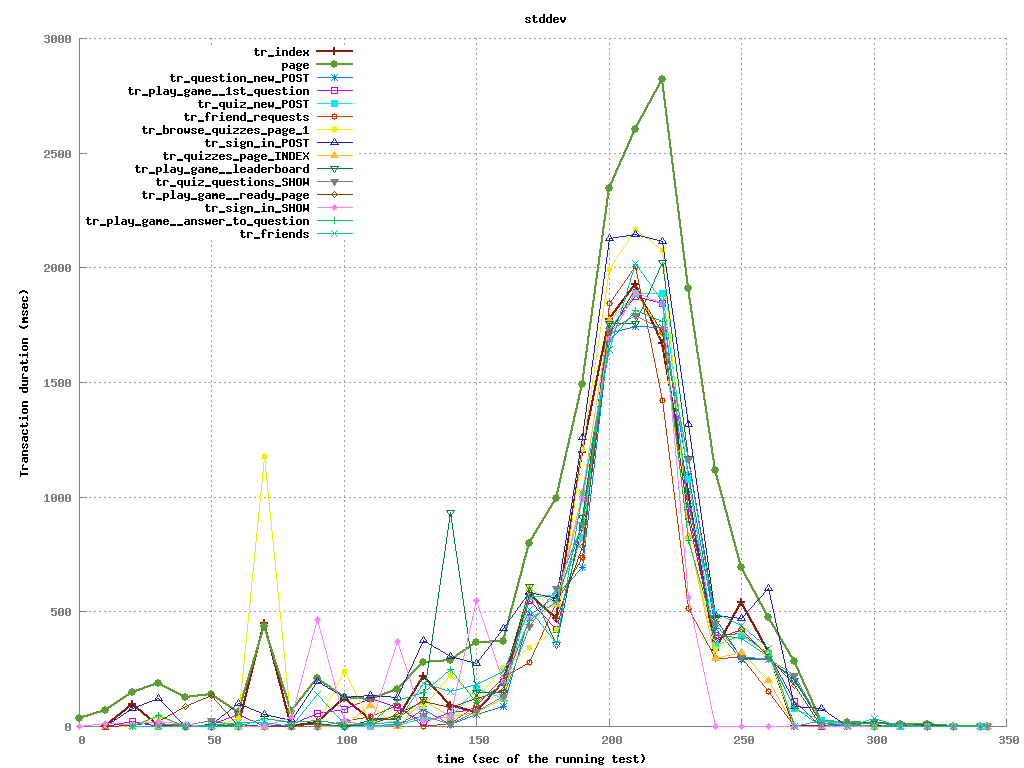 stddev
3000
2500
2000
1500
1000
500
0
Transaction duration (msec)
tr_index
page
tr_question_new_POST
tr_play_game__1st_question
tr_quiz_new_POST
tr_friend_requests
tr_browse_quizzes_page_1
tr_sign_in_POST
tr_quizzes_page_INDEX
tr_play_game__leaderboard
tr_quiz_questions_SHOW
tr_play_game__ready_page
tr_sign_in_SHOW
tr_play_game__answer_to_question
tr_friends
0 50 100 150 200 250 300 350
time (sec of the running test)